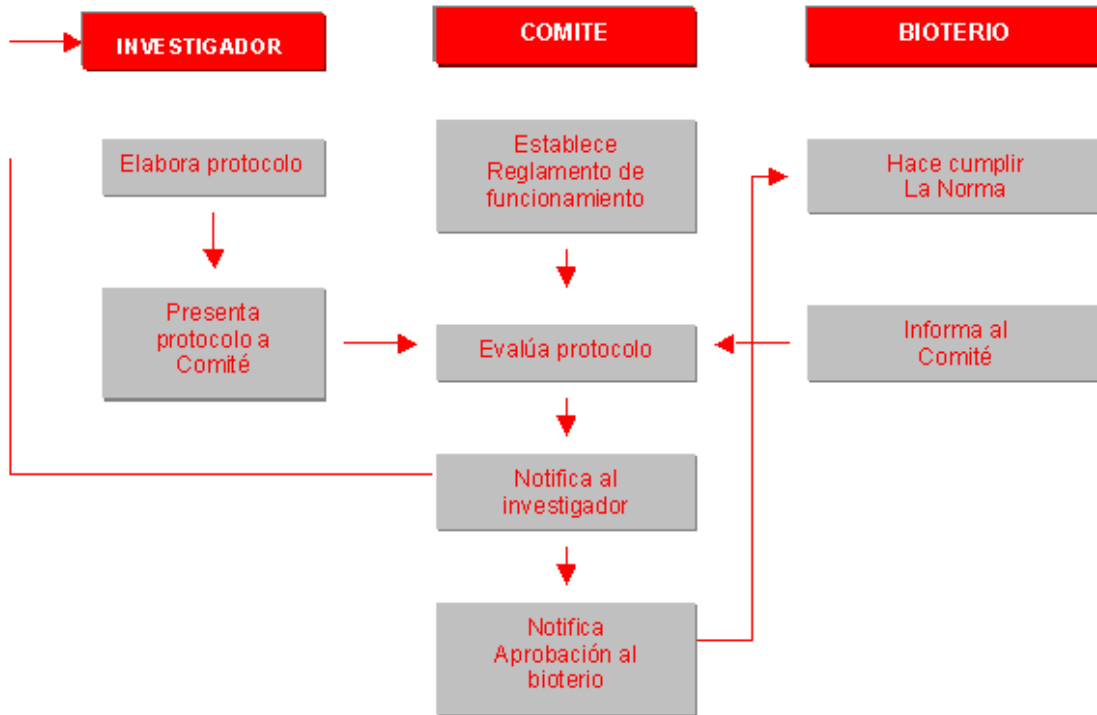 INVESTIGADOR
COMITE
BIOTERIO
Elabora protocolo
Establece
Reglamento de
funcionamiento
Hace cumplir
La Norma
Presenta
protocolo a
Comité
Evalúa protocolo
Informa al
Comité
Notifica al
investigador
Notifica
Aprobación al
bioterio